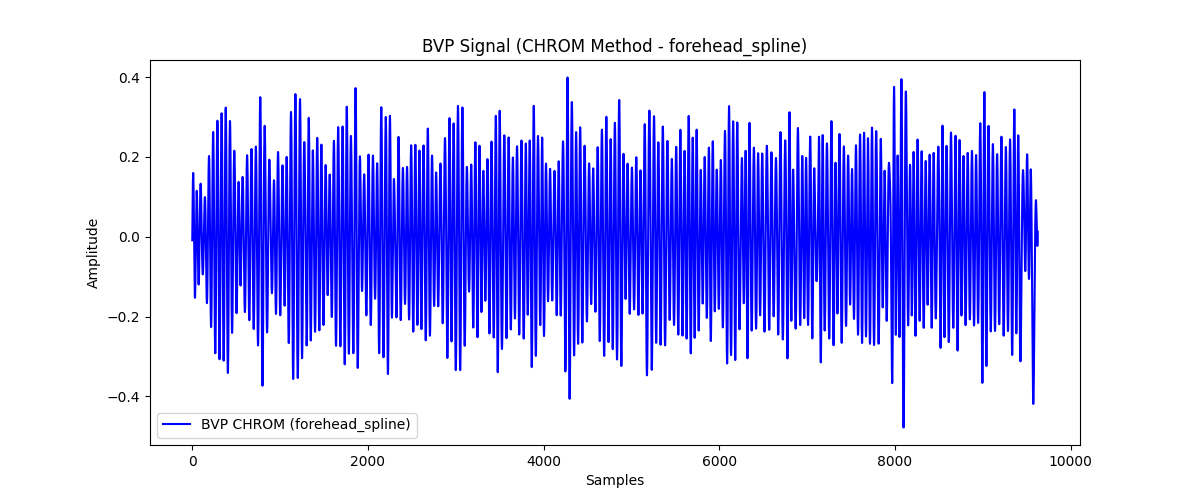 BVP Signal (CHROM Method - forehead_spline)
0.4
0.2
0.0
−0.2
−0.4
Amplitude
BVP CHROM (forehead_spline)
0 2000 4000 6000 8000 10000
Samples